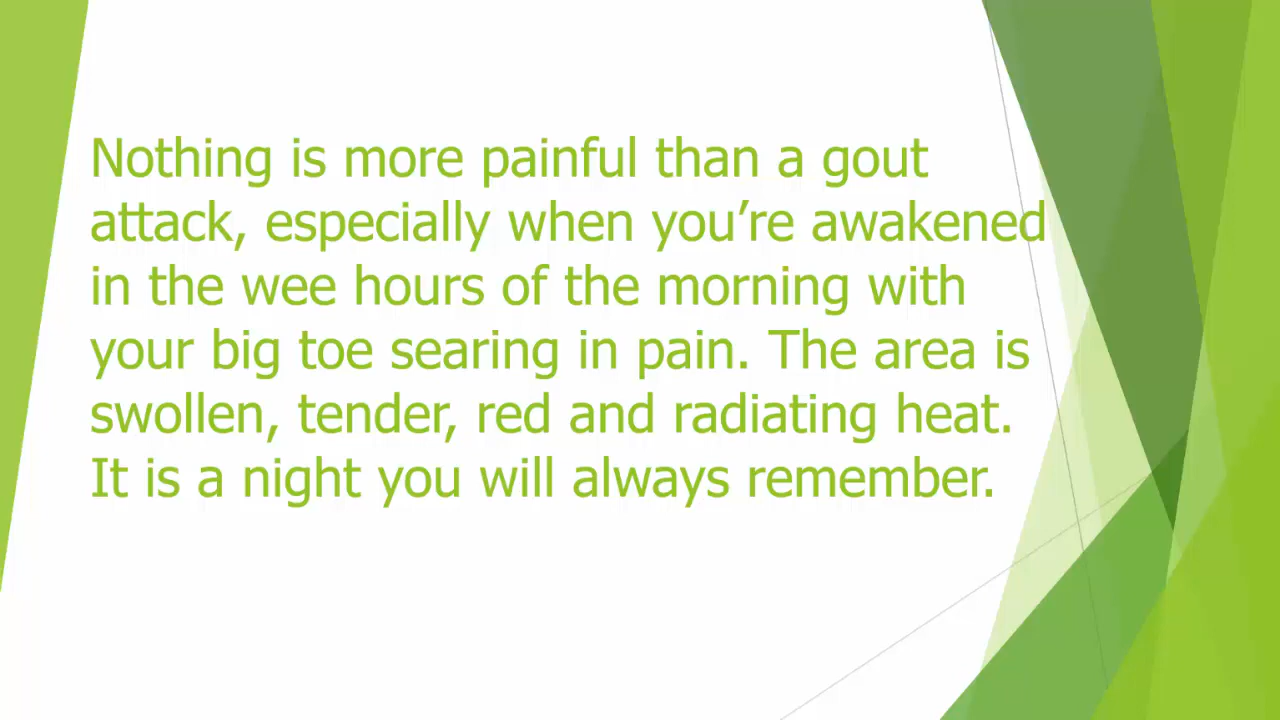 Nothing is more painful than a gout
attack, especially when you’re awakened
in the wee hours of the morning with
your big toe searing in pain. The area is
swollen, tender, red and radiating heat.
It is a night you will always remember.